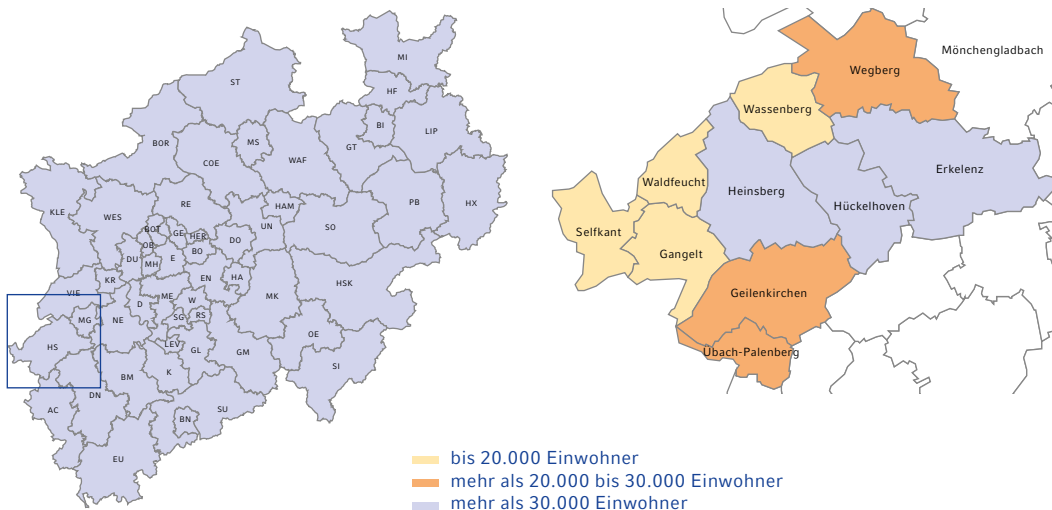 MI
ST
HF
BI
LIP
BOR
MS
GT
COE
WAF
PB
HX
RE
KLE
WES
HAM
UN
SO
BOT
GE
HER
DO
OB
BO
DU
MH
E
KR
EN
HA
HSK
VIE
ME
W
MK
D
MG
NE
SG
RS
OE
HS
LEV
GL
GM
SI
BM
K
DN
AC
SU
BN
EU
Mönchengladbach
Wegberg
Wassenberg
Erkelenz
Waldfeucht
Heinsberg
Hückelhoven
Selfkant
Gangelt
Geilenkirchen
Übach-Palenberg
bis 20.000 Einwohner
mehr als 20.000 bis 30.000 Einwohner
mehr als 30.000 Einwohner